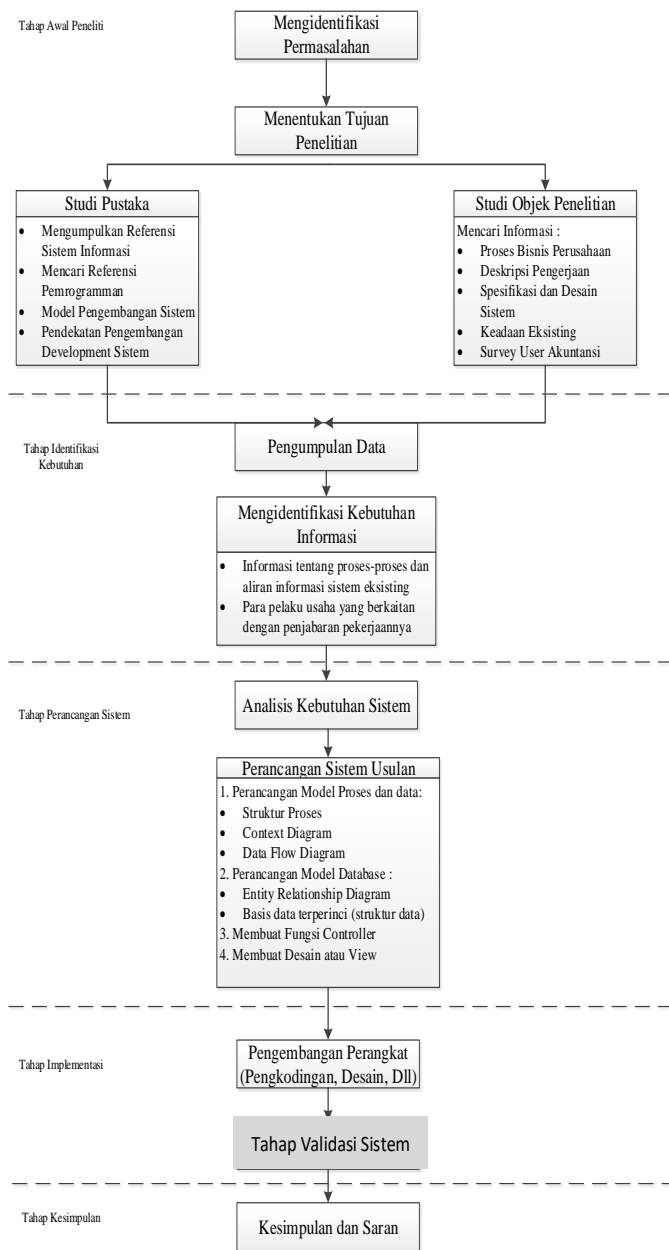 Tahap Awal Peneliti
Mengidentifikasi
Permasalahan
Menentukan Tujuan
Penelitian
Studi Pustaka
• Mengumpulkan Referensi
Sistem Informasi
• Mencari Referensi
Pemrogramman
• Model Pengembangan Sistem
• Pendekatan Pengembangan
Development Sistem
Studi Objek Penelitian
Mencari Informasi :
• Proses Bisnis Perusahaan
• Deskripsi Pengerjaan
• Spesifikasi dan Desain
Sistem
• Keadaan Eksisting
• Survey User Akuntansi
Tahap Identifikasi
Kebutuhan
Pengumpulan Data
Mengidentifikasi Kebutuhan
Informasi
• Informasi tentang proses-proses dan
aliran informasi sistem eksisting
• Para pelaku usaha yang berkaitan
dengan penjabaran pekerjaannya
Tahap Perancangan Sistem
Analisis Kebutuhan Sistem
Perancangan Sistem Usulan
1. Perancangan Model Proses dan data:
• Struktur Proses
• Context Diagram
• Data Flow Diagram
2. Perancangan Model Database :
• Entity Relationship Diagram
• Basis data terperinci (struktur data)
3. Membuat Fungsi Controller
4. Membuat Desain atau View
Tahap Implementasi
Pengembangan Perangkat
(Pengkodingan, Desain, Dll)
Tahap Validasi Sistem
Tahap Kesimpulan
Kesimpulan dan Saran